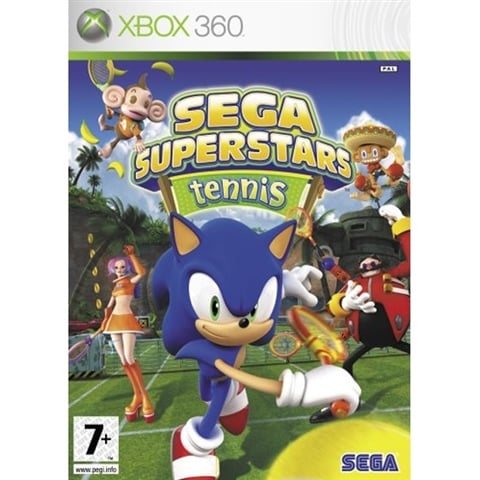 XBOX 360
PAL
SEGA
SUPERSTARS
tennis
7+
www.pegi.info
SEGA